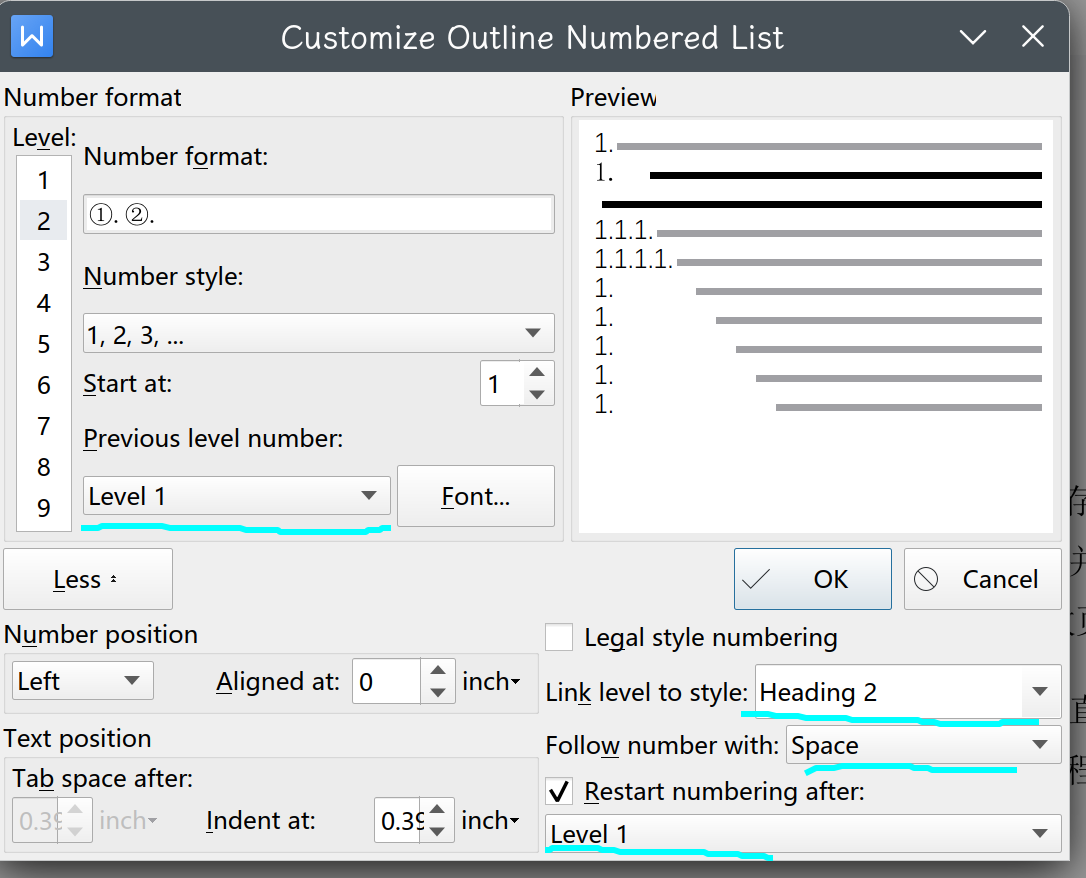 W
Customize Outline Numbered List
Number format
Preview
Level:
Number format:
1
2
3
4
5
6
7
8
9
①. ②.
Number style:
1, 2, 3, ...
Start at:
1
Previous level number:
Level 1
Font...
1.
1.
1.1.1.
1.1.1.1.
1.
1.
1.
1.
1.
Less
OK
Cancel
Number position
Left
Aligned at:
0
inch
Text position
Tab space after:
0.39
inch
Indent at:
0.39
inch
Legal style numbering
Link level to style:
Heading 2
Follow number with:
Space
Restart numbering after:
Level 1
存
并
直
程